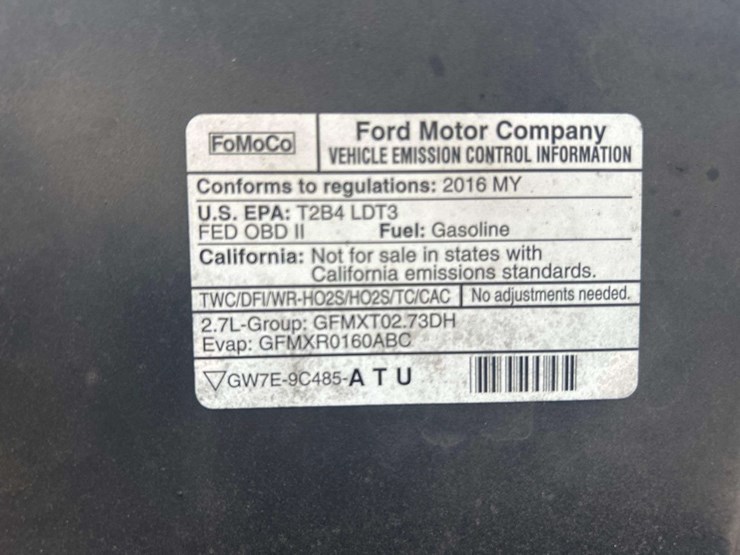 FoMoCo
Ford Motor Company
VEHICLE EMISSION CONTROL INFORMATION
Conforms to regulations: 2016 MY
U.S. EPA: T2B4 LDT3
FED OBD II Fuel: Gasoline
California: Not for sale in states with
California emissions standards.
TWC/DFI/WR-HO2S/HO2S/TC/CAC No adjustments needed.
2.7L-Group: GFMXT02.73DH
Evap: GFMXR0160ABC
GW7E-9C485-A T U